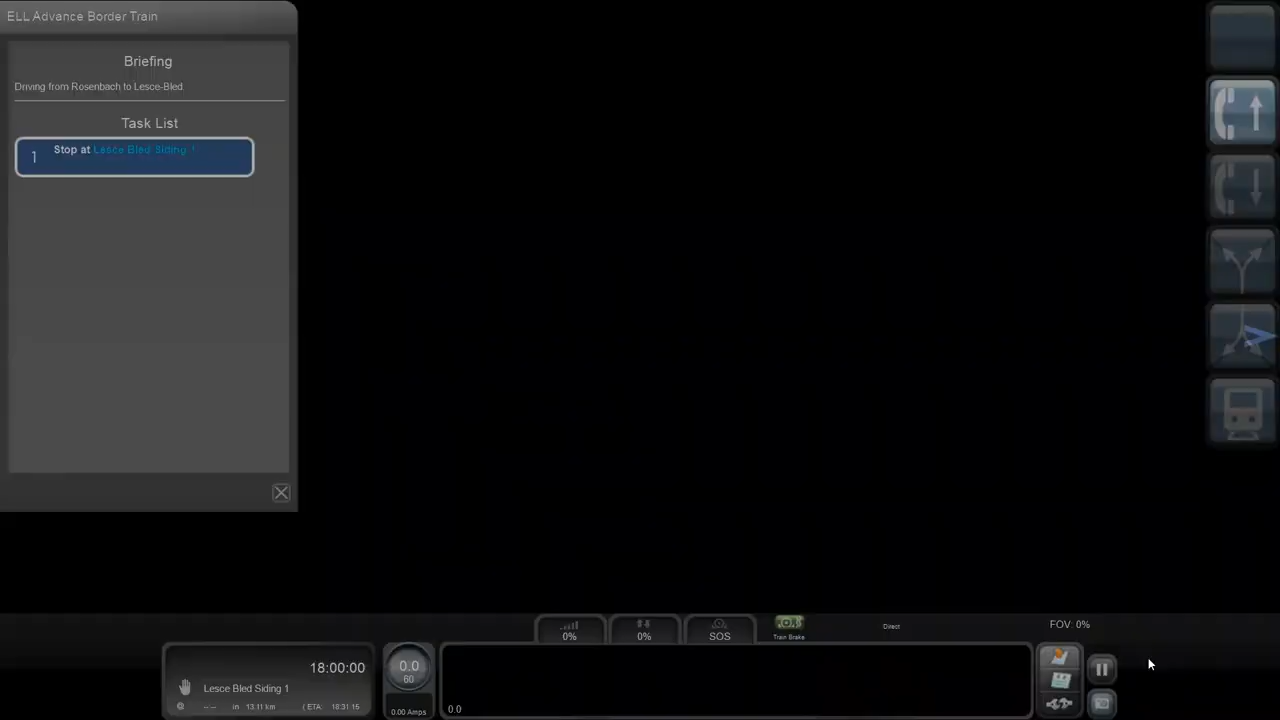 ELL Advance Border Train
Briefing
Driving from Rosenbach to Lesce-Bled.
Task List
1
Stop at Lesce Bled Siding 1
0%
0%
SOS
Train Brake
Direct
FOV: 0%
18:00:00
Lesce Bled Siding 1
--:-- in 13.11 km ( ETA: 18:31:15
0.0
60
0.00 Amps
0.0